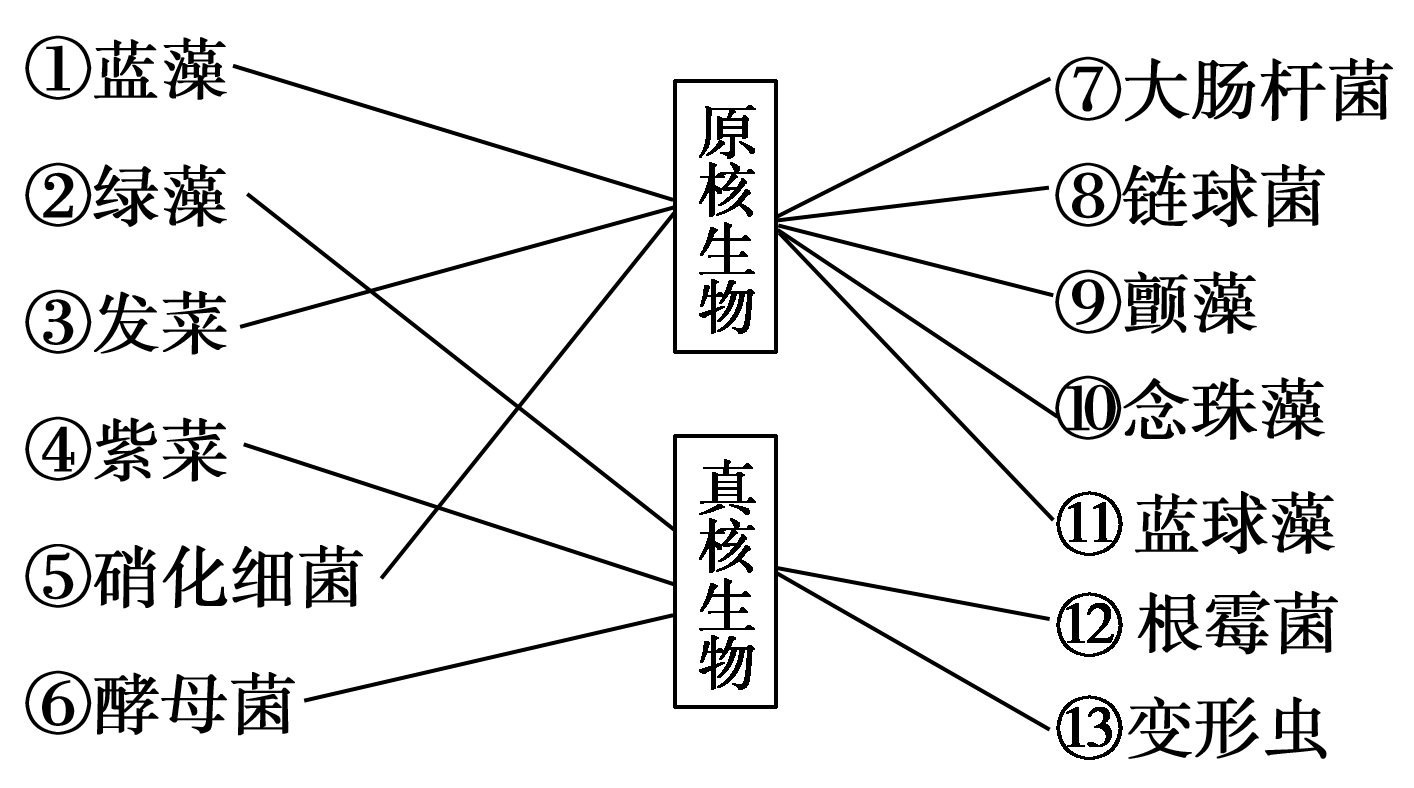 ①蓝藻
②绿藻
③发菜
④紫菜
⑤硝化细菌
⑥酵母菌
原核生物
真核生物
⑦大肠杆菌
⑧链球菌
⑨颤藻
⑩念珠藻
⑪蓝球藻
⑫根霉菌
⑬变形虫